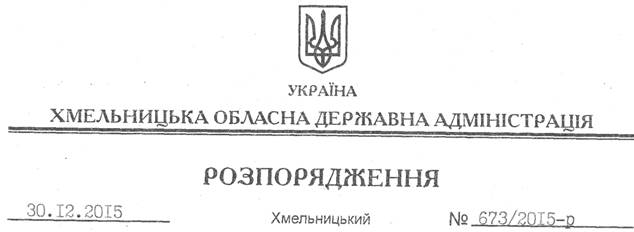 УКРАЇНА
ХМЕЛЬНИЦЬКА ОБЛАСНА ДЕРЖАВНА АДМІНІСТРАЦІЯ
РОЗПОРЯДЖЕННЯ
30.12.2015 Хмельницький № 673/2015-р